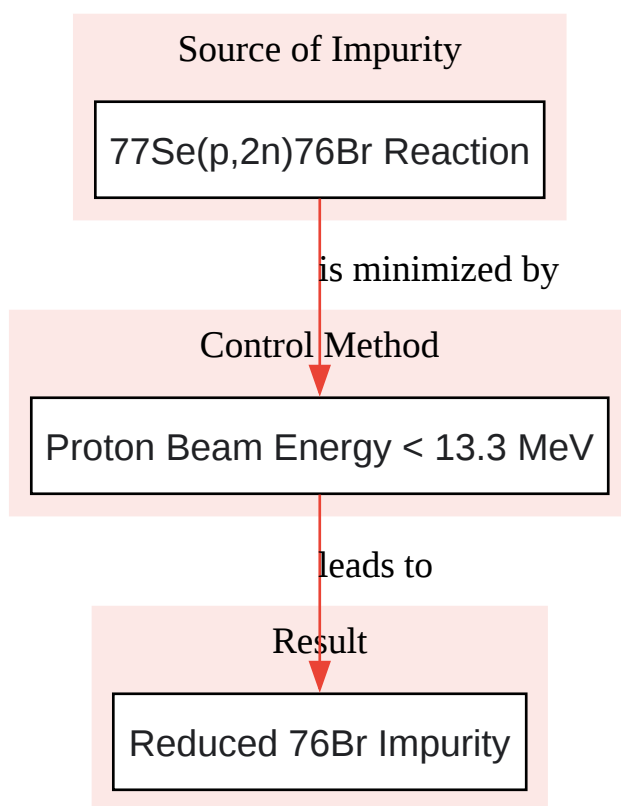 Source of Impurity
77Se(p,2n)76Br Reaction
is minimized by
Control Method
Proton Beam Energy < 13.3 MeV
leads to
Result
Reduced 76Br Impurity